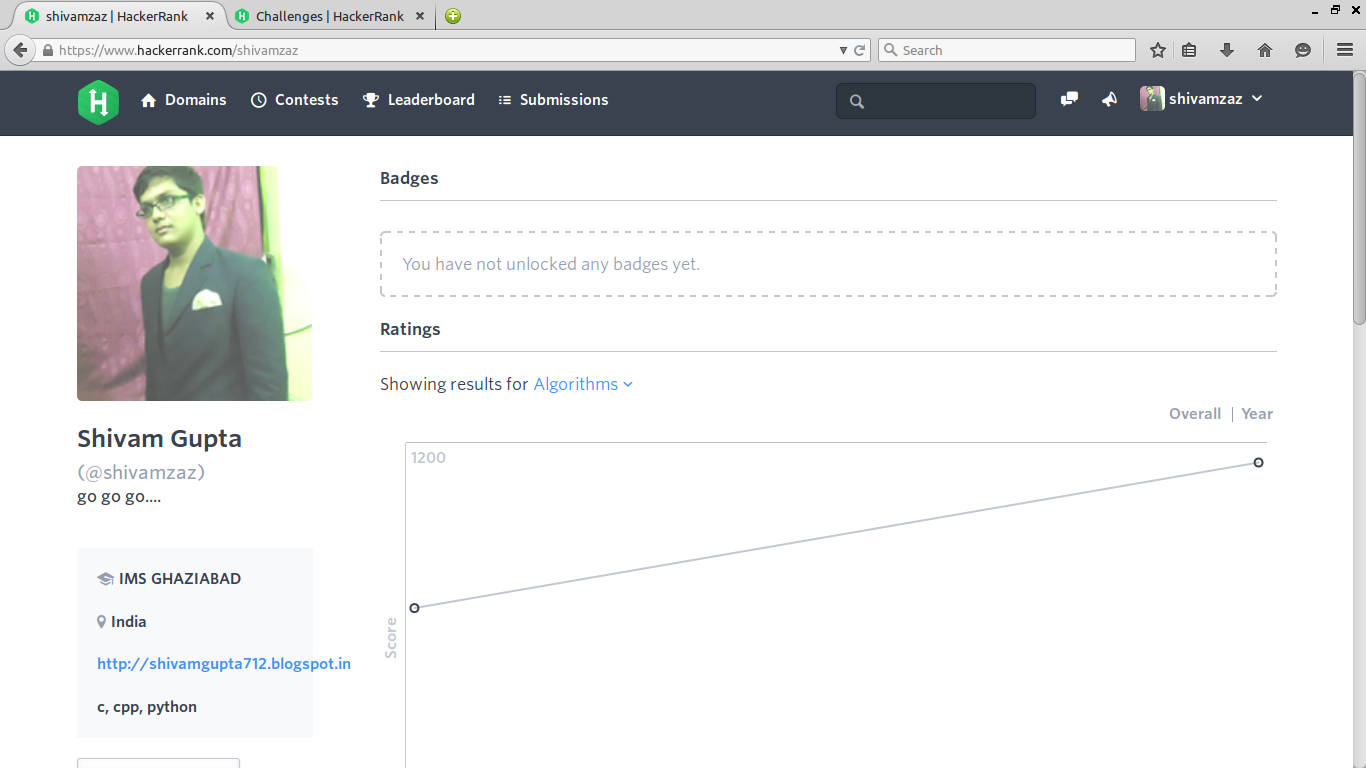 shivamzaz | HackerRank
Challenges | HackerRank
https://www.hackerrank.com/shivamzaz
Search
H
Domains
Contests
Leaderboard
Submissions
shivamzaz
Badges
You have not unlocked any badges yet.
Ratings
Showing results for Algorithms
Overall | Year
1200
Score
Shivam Gupta
(@shivamzaz)
go go go....
IMS GHAZIABAD
India
http://shivamgupta712.blogspot.in
c, cpp, python